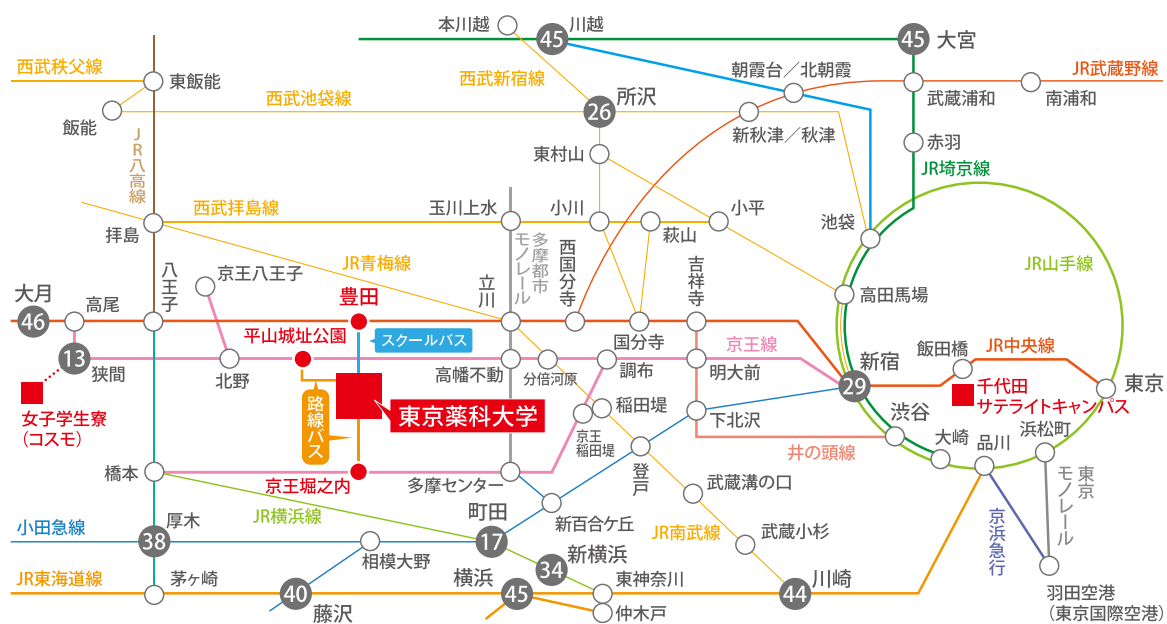 本川越
川越
45
45
大宮
西武秩父線
東飯能
西武新宿線
朝霞台／北朝霞
JR武蔵野線
飯能
西武池袋線
所沢
26
新秋津／秋津
武蔵浦和
南浦和
JR八高線
東村山
赤羽
JR埼京線
西武拝島線
玉川上水
小川
萩山
小平
池袋
拝島
JR青梅線
多摩都市
モノレール
西国分寺
吉祥寺
JR山手線
大月
46
高尾
八王子
京王八王子
豊田
立川
国分寺
高田馬場
平山城址公園
スクールバス
京王線
新宿
29
飯田橋
JR中央線
東京
13
狭間
北野
高幡不動
分倍河原
調布
明大前
女子学生寮
（コスモ）
路線バス
東京薬科大学
京王
稲田堤
稲田堤
下北沢
千代田
サテライトキャンパス
渋谷
大崎
品川
浜松町
井の頭線
橋本
京王堀之内
多摩センター
登戸
武蔵溝の口
東京
モノレール
小田急線
厚木
38
JR横浜線
町田
17
新百合ケ丘
JR南武線
武蔵小杉
京浜急行
相模大野
新横浜
34
羽田空港
（東京国際空港）
JR東海道線
茅ヶ崎
40
藤沢
横浜
45
東神奈川
仲木戸
44
川崎